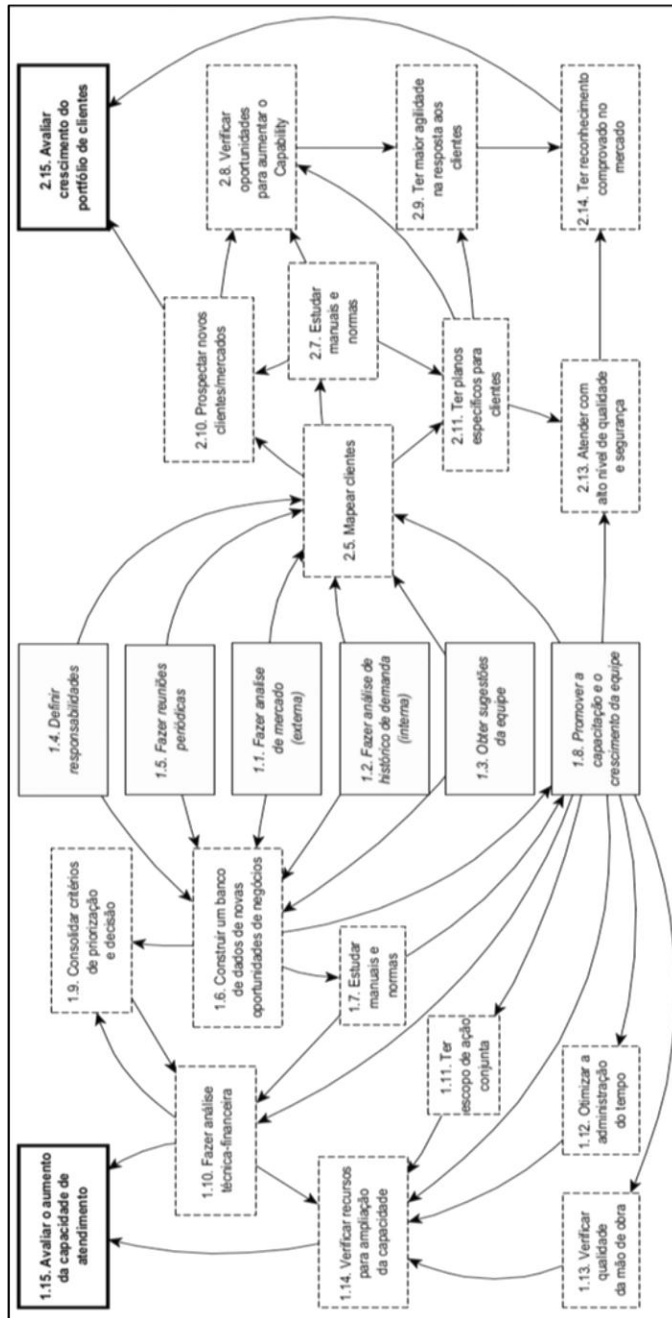 1.15. Avaliar o aumento
da capacidade de
atendimento
2.15. Avaliar
crescimento do
portfólio de clientes
1.9. Consolidar critérios
de priorização
e decisão
1.4. Definir
responsabilidades
2.10. Prospectar novos
clientes/mercados
2.8. Verificar
oportunidades
para aumentar o
Capability
1.10. Fazer análise
técnica-financeira
1.6. Construir um banco
de dados de novas
oportunidades de negócios
1.5. Fazer reuniões
periódicas
1.1. Fazer analise
de mercado
(externa)
2.5. Mapear clientes
2.7. Estudar
manuais e
normas
1.14. Verificar recursos
para ampliação
da capacidade
1.7. Estudar
manuais e
normas
1.2. Fazer análise de
histórico de demanda
(interna)
2.11. Ter planos
específicos para
clientes
2.9. Ter maior agilidade
na resposta aos
clientes
1.11. Ter
escopo de ação
conjunta
1.3. Obter sugestões
da equipe
1.13. Verificar
qualidade
da mão de obra
1.12. Otimizar a
administração
do tempo
1.8. Promover a
capacitação e o
crescimento da equipe
2.13. Atender com
alto nível de qualidade
e segurança
2.14. Ter reconhecimento
comprovado no
mercado